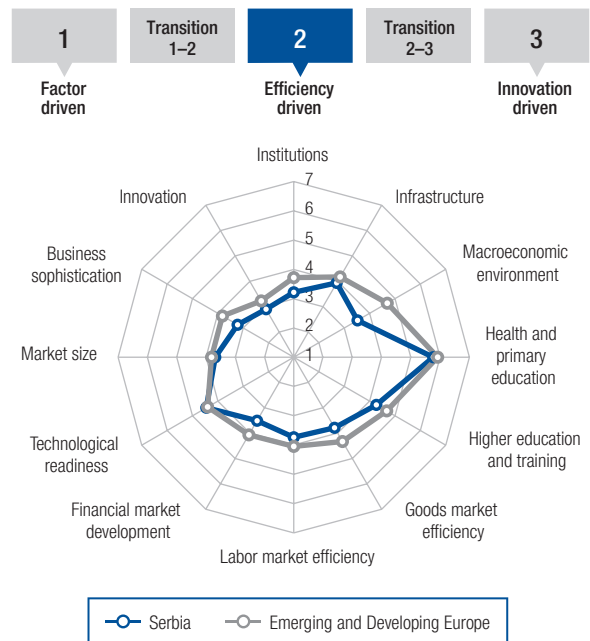 1
Transition
1–2
2
Transition
2–3
3
Factor
driven
Efficiency
driven
Innovation
driven
Institutions
Innovation
Infrastructure
Business
sophistication
Macroeconomic
environment
Market size
Health and
primary
education
Technological
readiness
Higher education
and training
Financial market
development
Goods market
efficiency
Labor market efficiency
7
6
5
4
3
2
1
Serbia
Emerging and Developing Europe